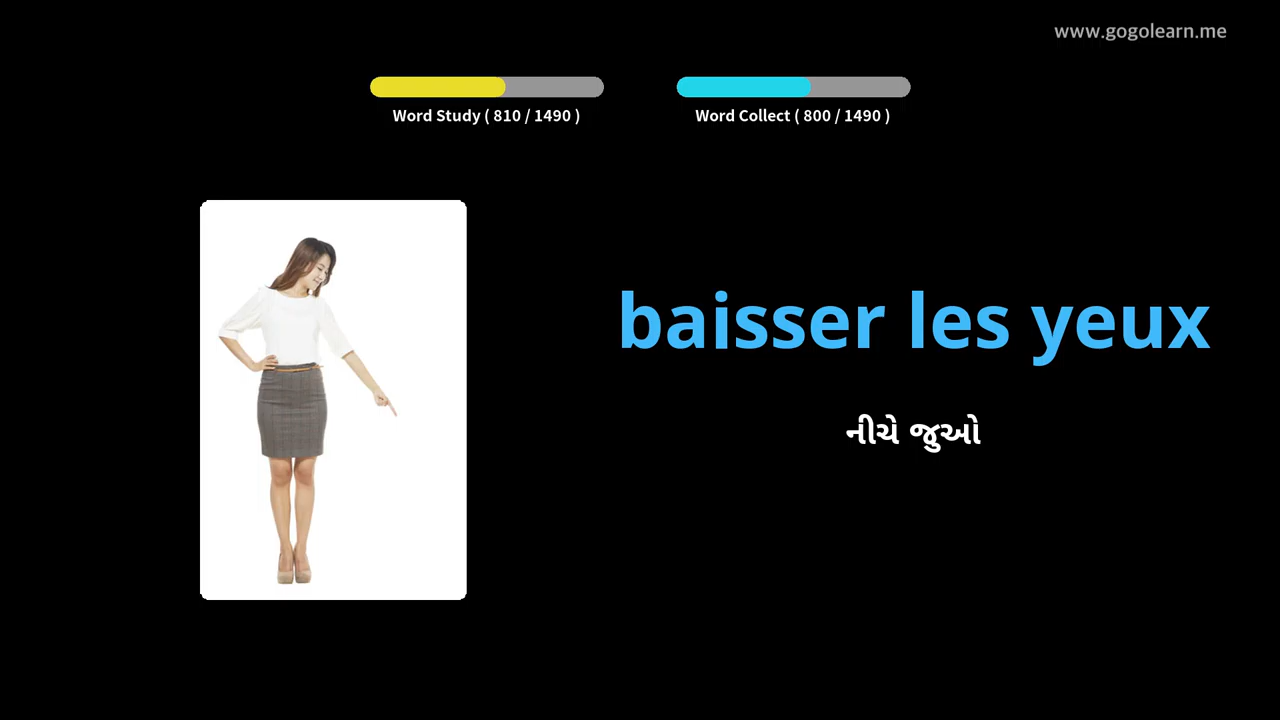 www.gogolearn.me
Word Study ( 810 / 1490 )
Word Collect ( 800 / 1490 )
baisser les yeux
નીચે જુઓ